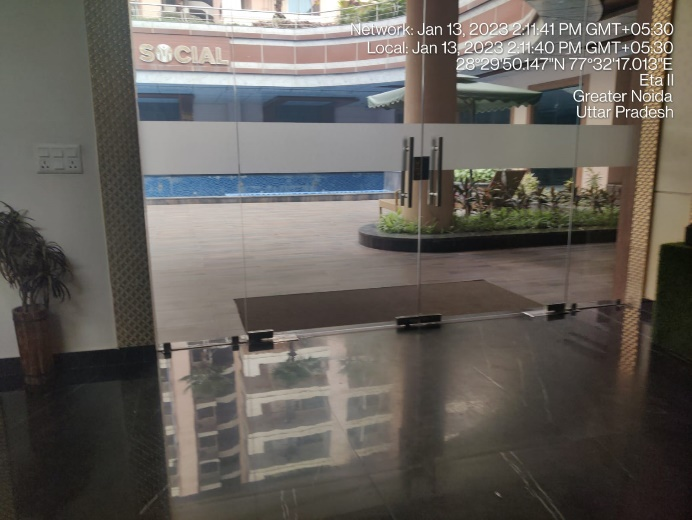 Network: Jan 13, 2023 2:11:41 PM GMT+05:30
Local: Jan 13, 2023 2:11:40 PM GMT+05:30
28°29'50.147"N 77°32'17.013"E
Eta II
Greater Noida
Uttar Pradesh
SOCIAL